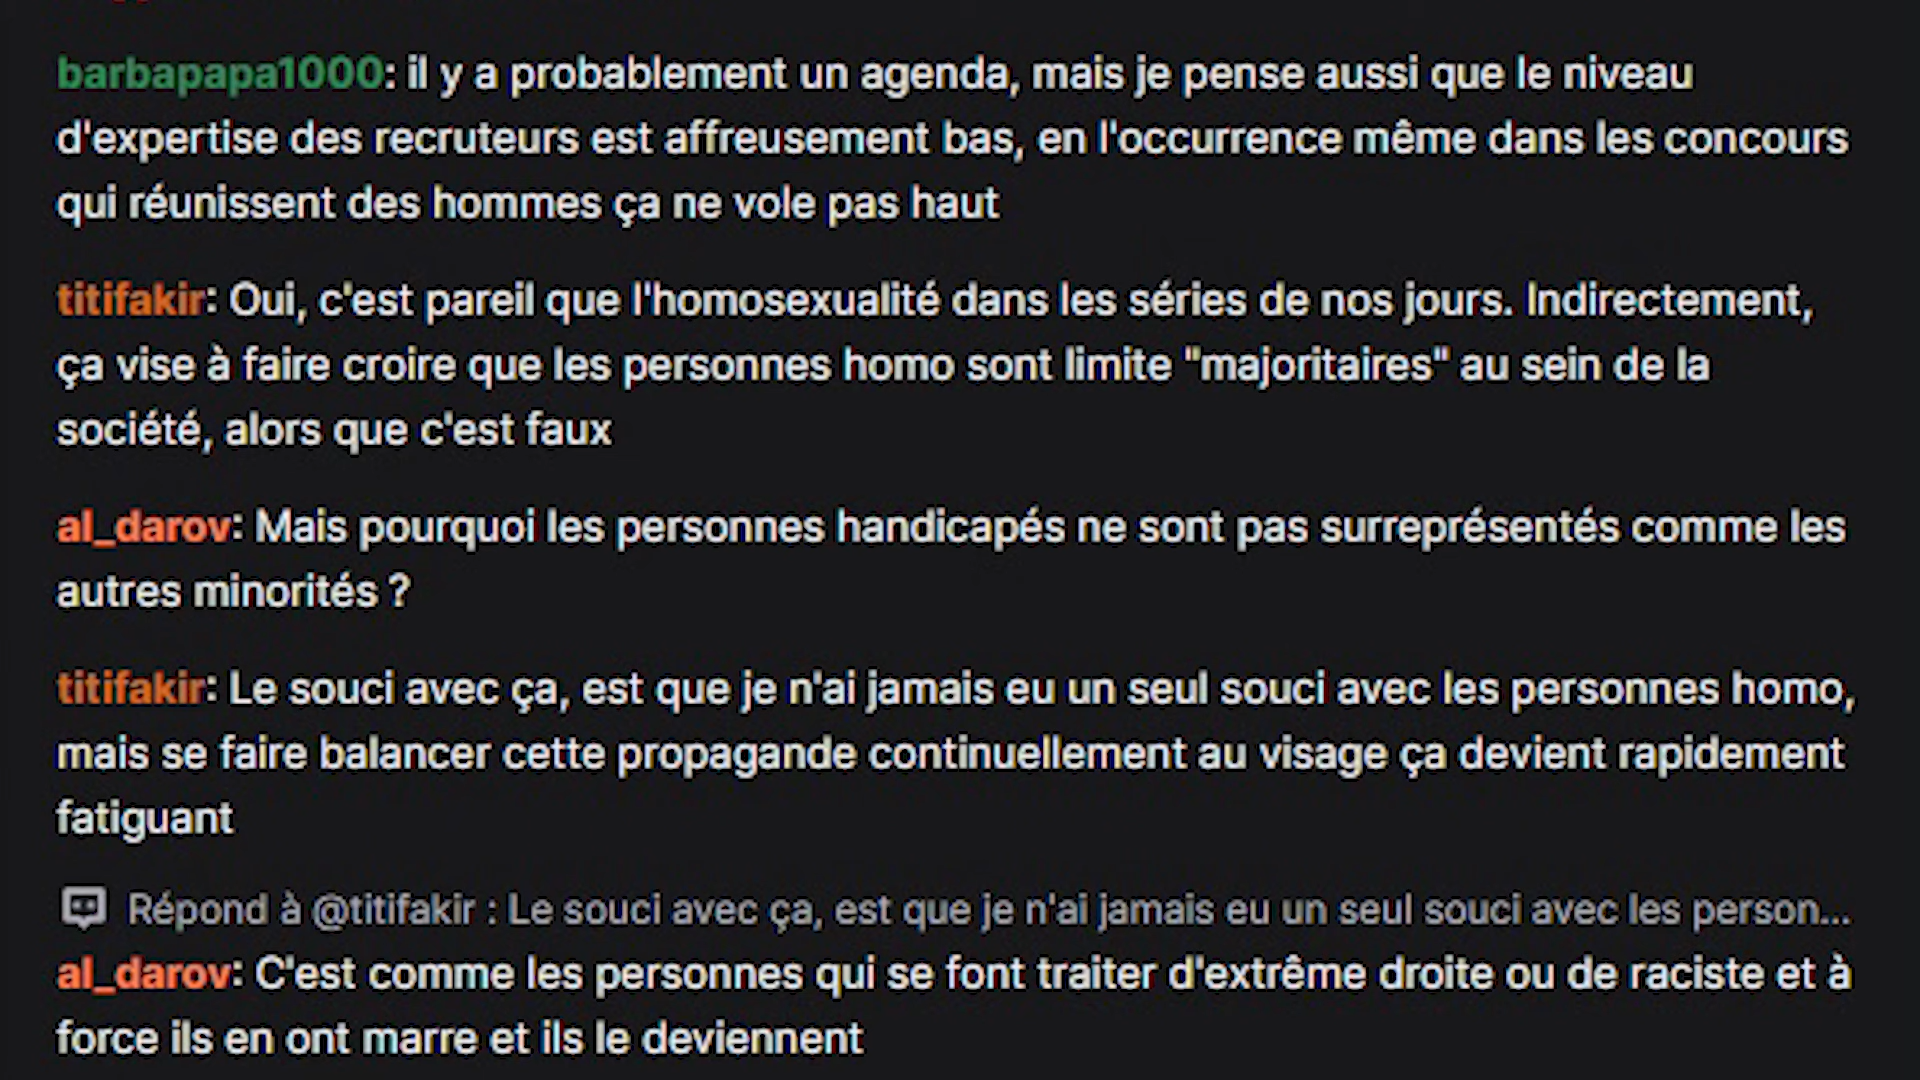 barbapapa1000: il y a probablement un agenda, mais je pense aussi que le niveau
d'expertise des recruteurs est affreusement bas, en l'occurrence même dans les concours
qui réunissent des hommes ça ne vole pas haut
titifakir: Oui, c'est pareil que l'homosexualité dans les séries de nos jours. Indirectement,
ça vise à faire croire que les personnes homo sont limite "majoritaires" au sein de la
société, alors que c'est faux
al_darov: Mais pourquoi les personnes handicapés ne sont pas surreprésentés comme les
autres minorités ?
titifakir: Le souci avec ça, est que je n'ai jamais eu un seul souci avec les personnes homo,
mais se faire balancer cette propagande continuellement au visage ça devient rapidement
fatiguant
Répond à @titifakir : Le souci avec ça, est que je n'ai jamais eu un seul souci avec les person...
al_darov: C'est comme les personnes qui se font traiter d'extrême droite ou de raciste et à
force ils en ont marre et ils le deviennent